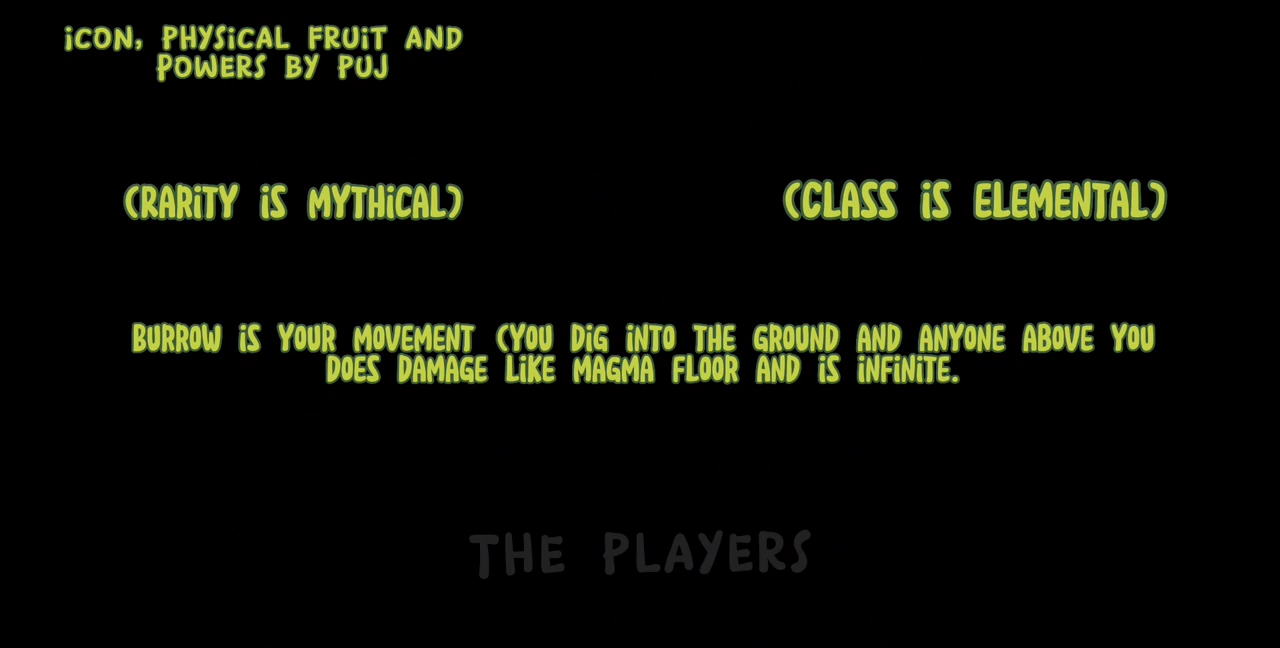 iCON, PHYSiCAL FRUiT AND
POWERS BY PUJ
(RARiTY iS MYTHiCAL)
(CLASS iS ELEMENTAL)
BURROW iS YOUR MOVEMENT (YOU DiG iNTO THE GROUND AND ANYONE ABOVE YOU
DOES DAMAGE LiKE MAGMA FLOOR AND iS iNFiNiTE.
THE PLAYERS